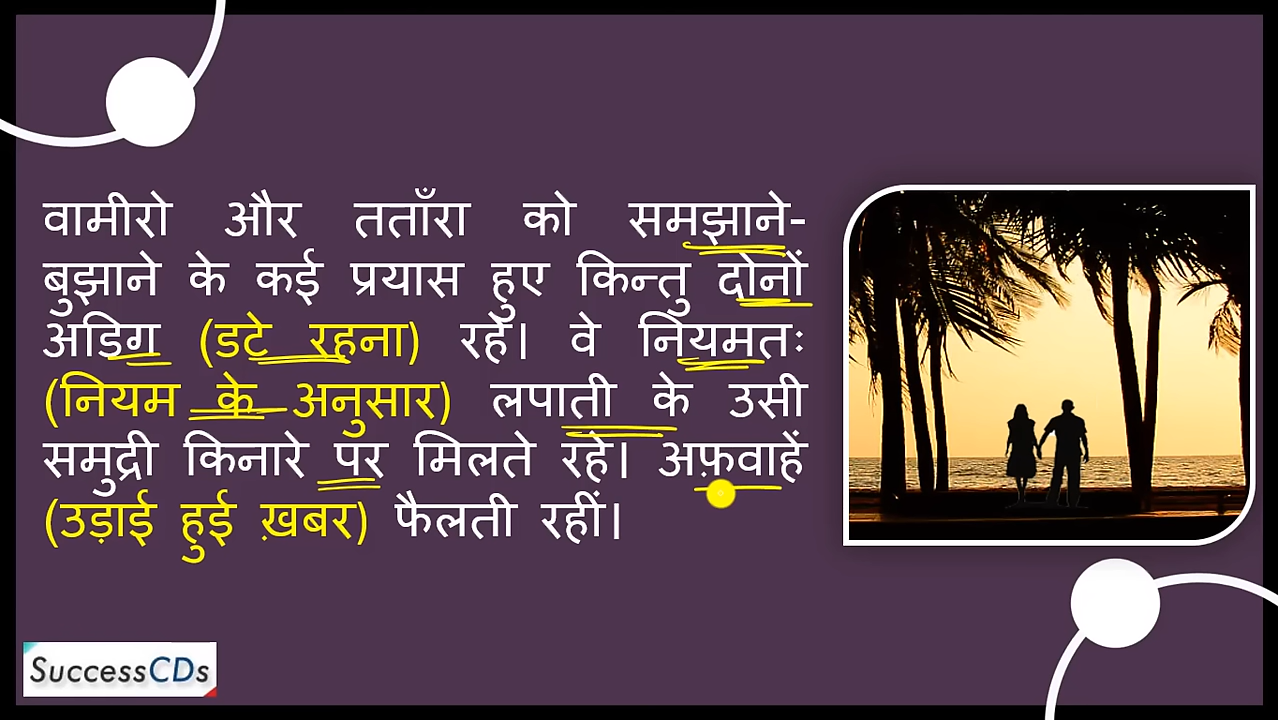 वामीरो और तताँरा को समझाने-
बुझाने के कई प्रयास हुए किन्तु दोनों
अडिग (डटे रहना) रहे। वे नियमतः
(नियम के अनुसार) लपाती के उसी
समुद्री किनारे पर मिलते रहे। अफ़वाहें
(उड़ाई हुई ख़बर) फैलती रहीं।
SuccessCDs